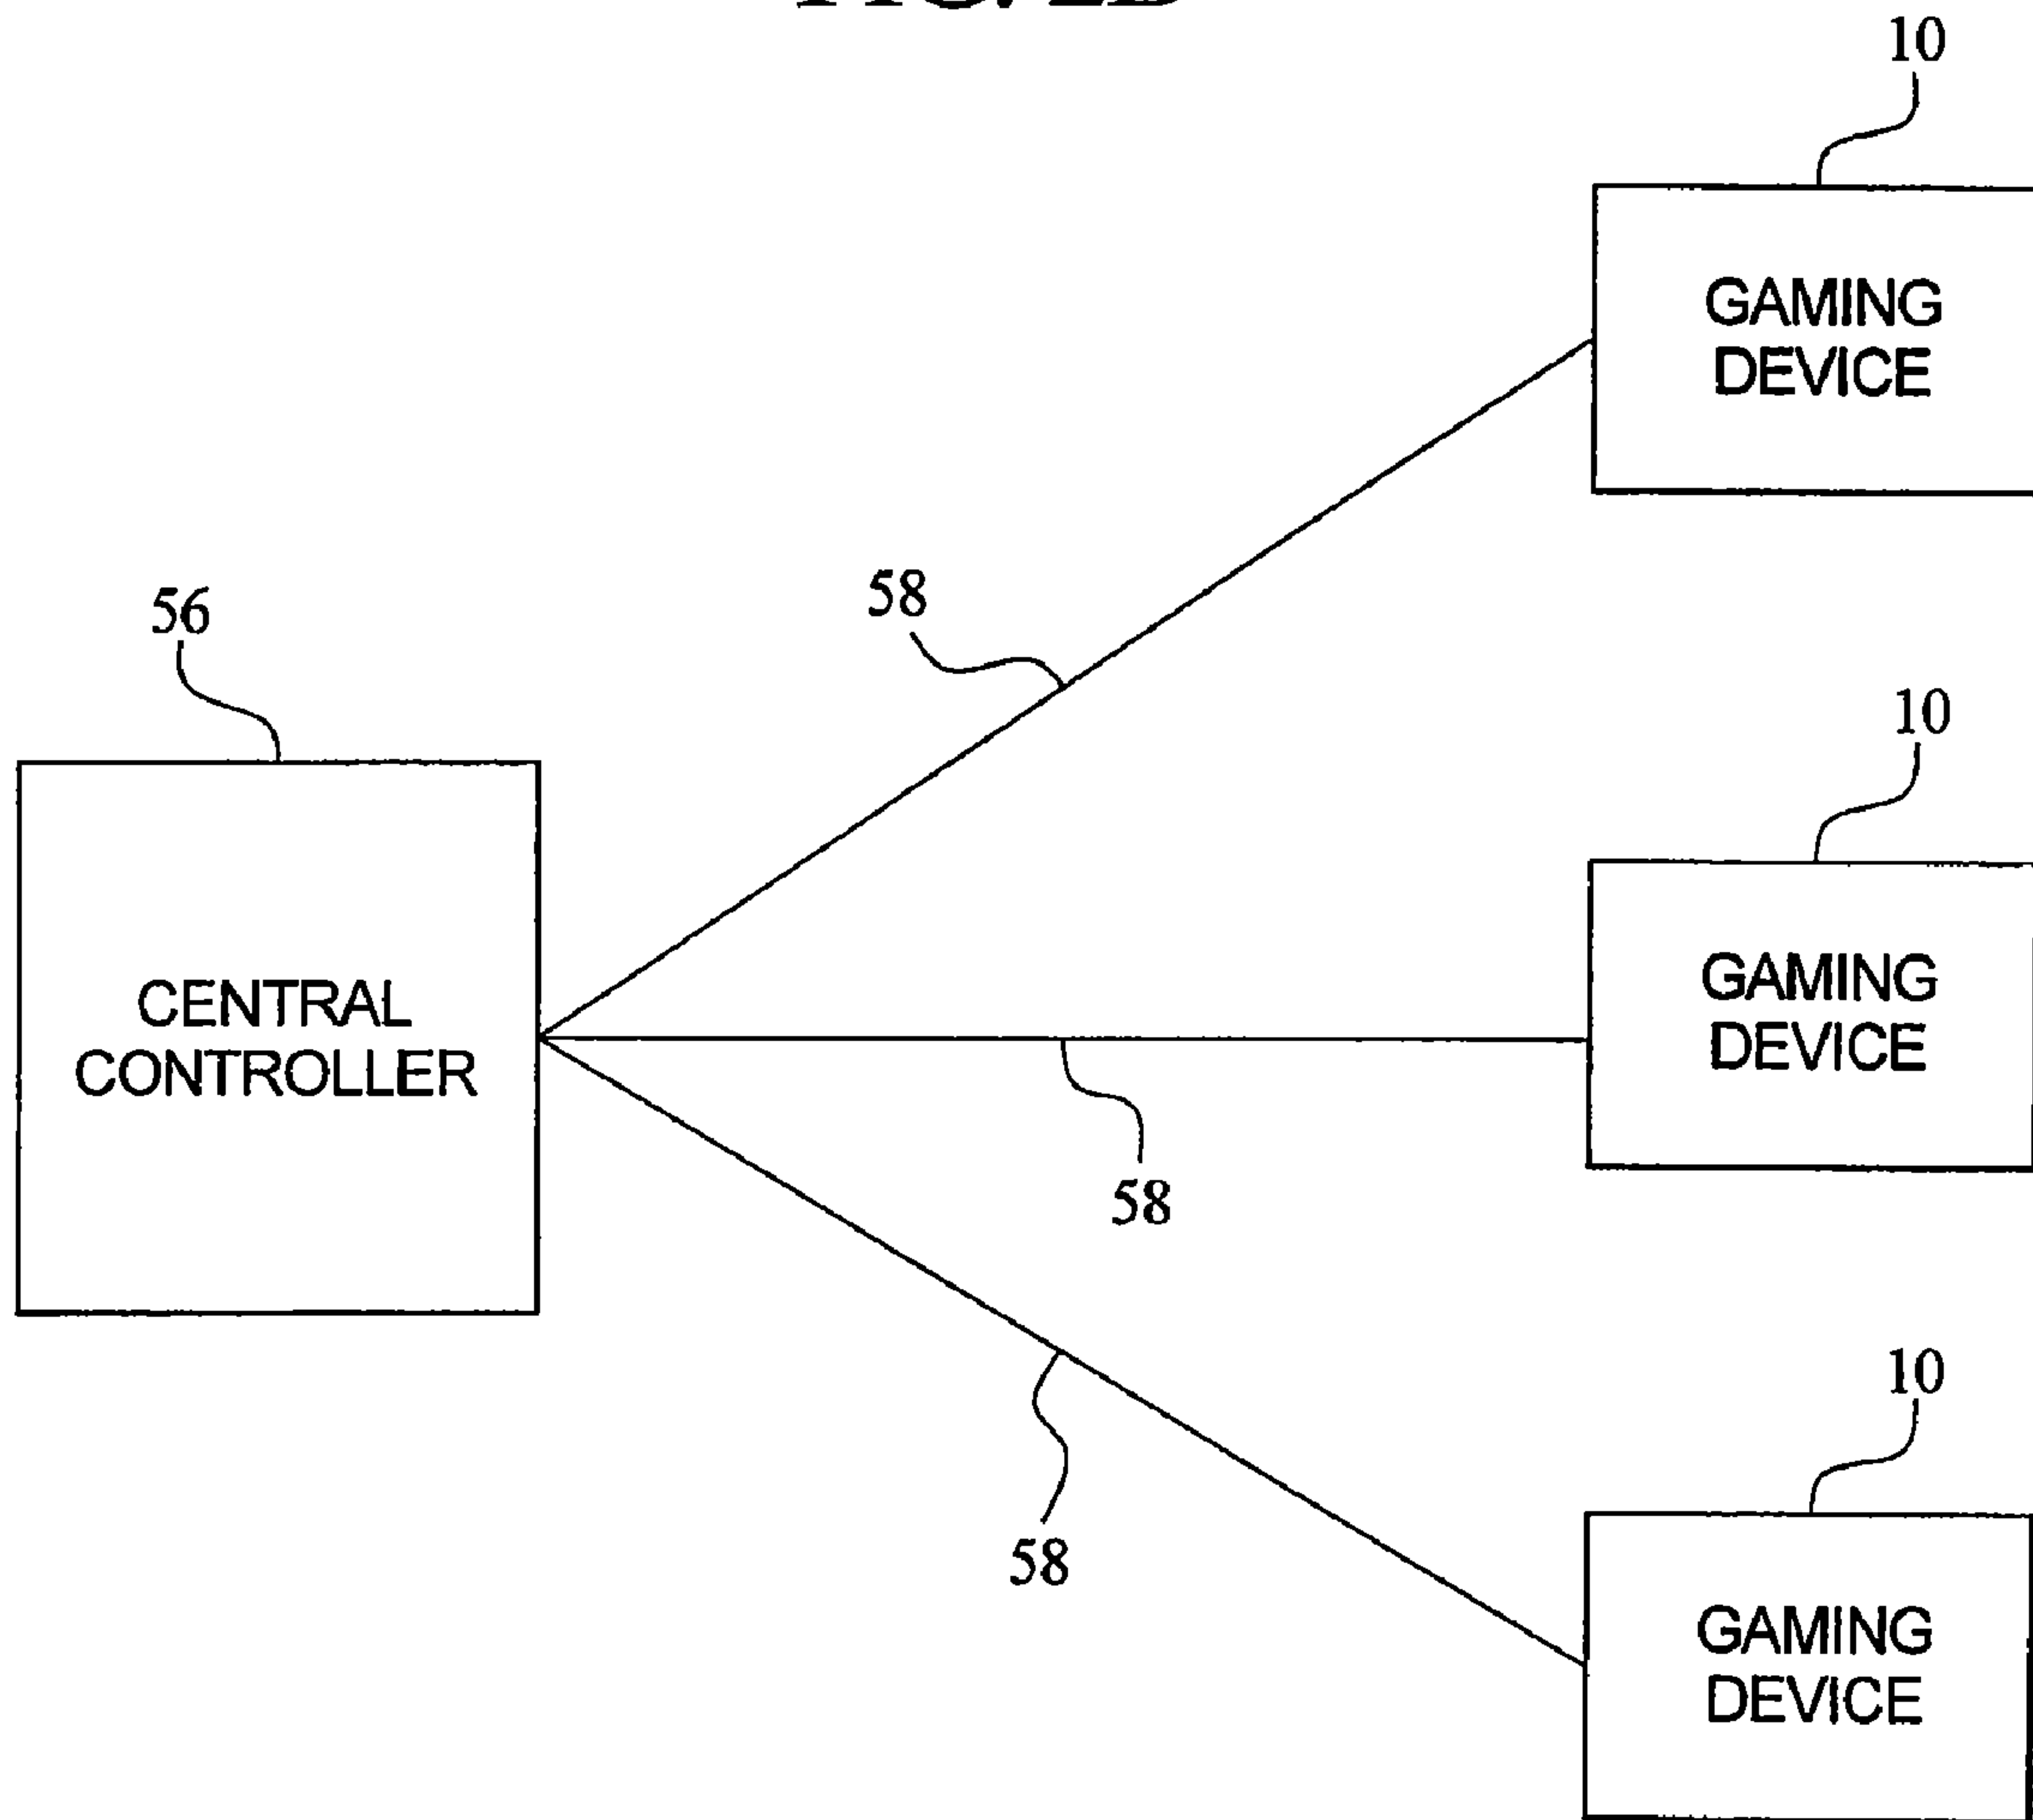 10
GAMING
DEVICE
58
56
10
GAMING
DEVICE
CENTRAL
CONTROLLER
58
10
58
GAMING
DEVICE